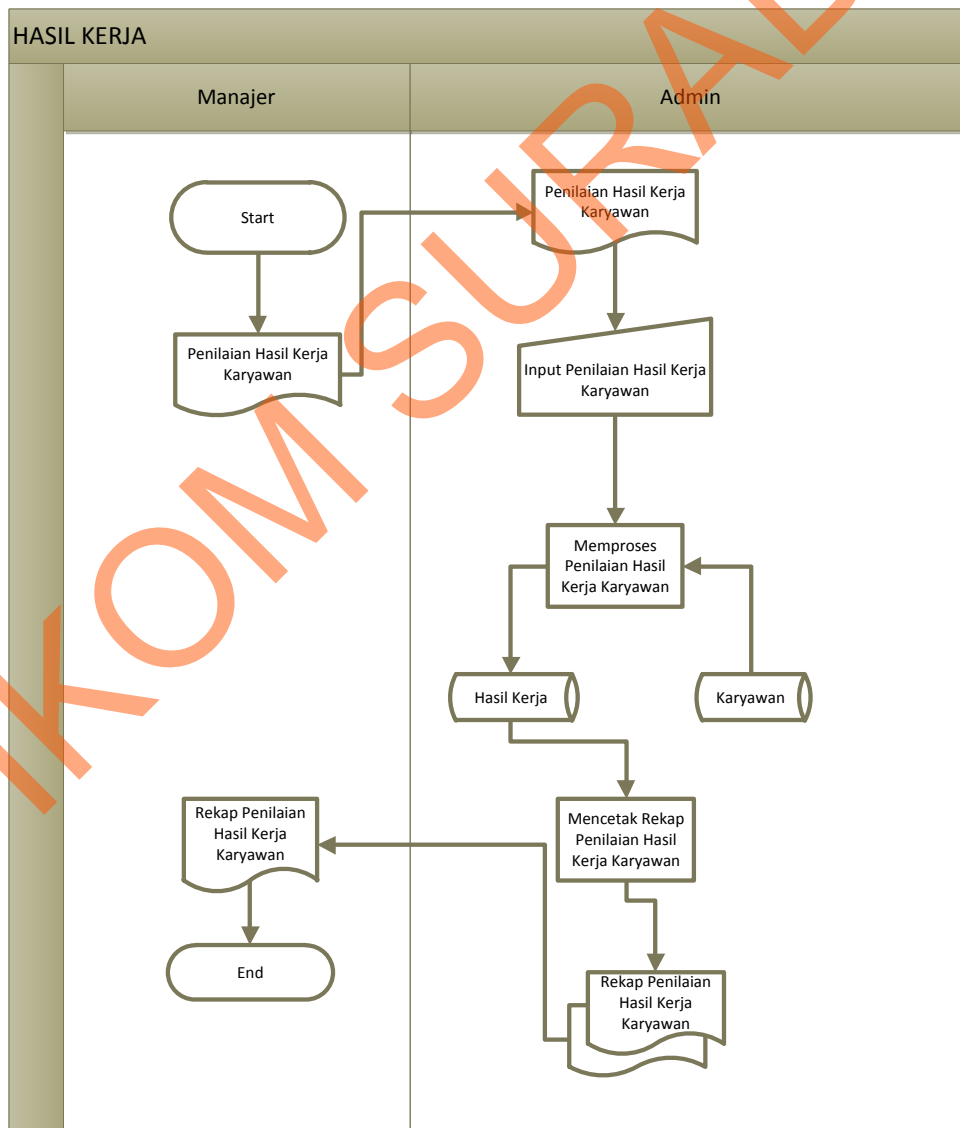 HASIL KERJA
Manajer
Admin
Start
Penilaian Hasil Kerja
Karyawan
Penilaian Hasil Kerja
Karyawan
Input Penilaian Hasil Kerja
Karyawan
Memproses
Penilaian Hasil
Kerja Karyawan
Hasil Kerja
Karyawan
Mencetak Rekap
Penilaian Hasil
Kerja Karyawan
Rekap Penilaian
Hasil Kerja
Karyawan
Rekap Penilaian
Hasil Kerja
Karyawan
End
IKOM SURAB